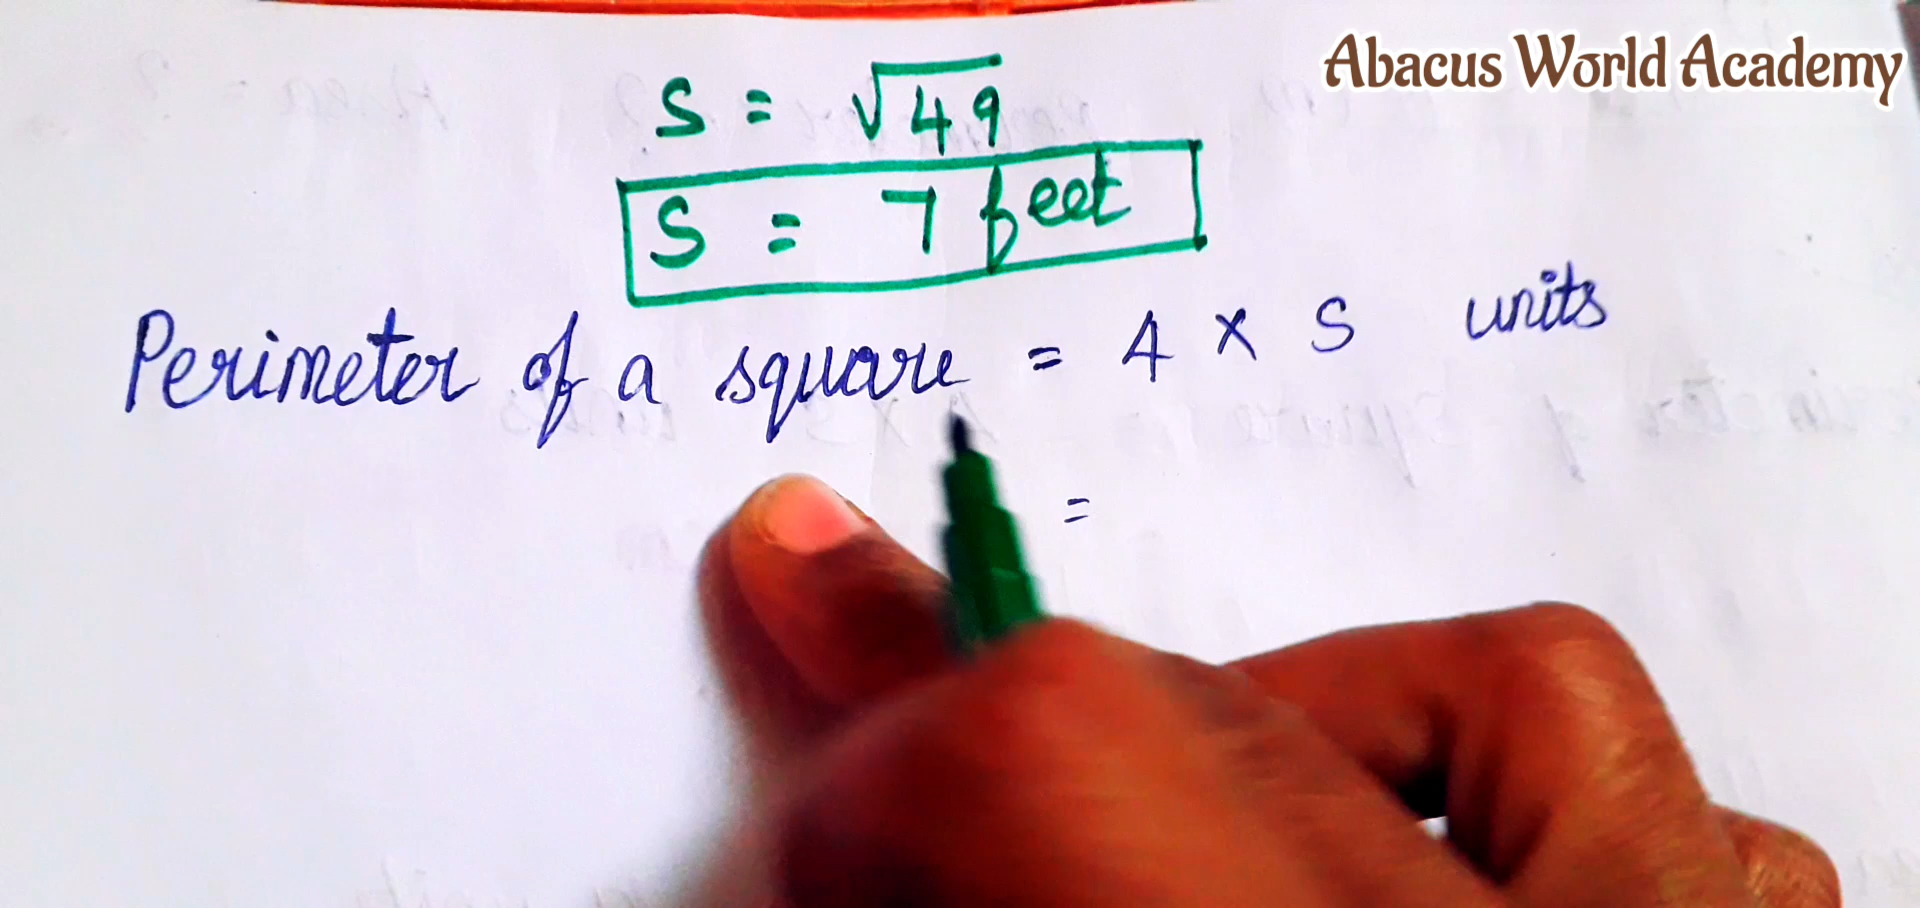 Abacus World Academy
S = √49
S = 7 feet
Perimeter of a square = 4 × S units
=